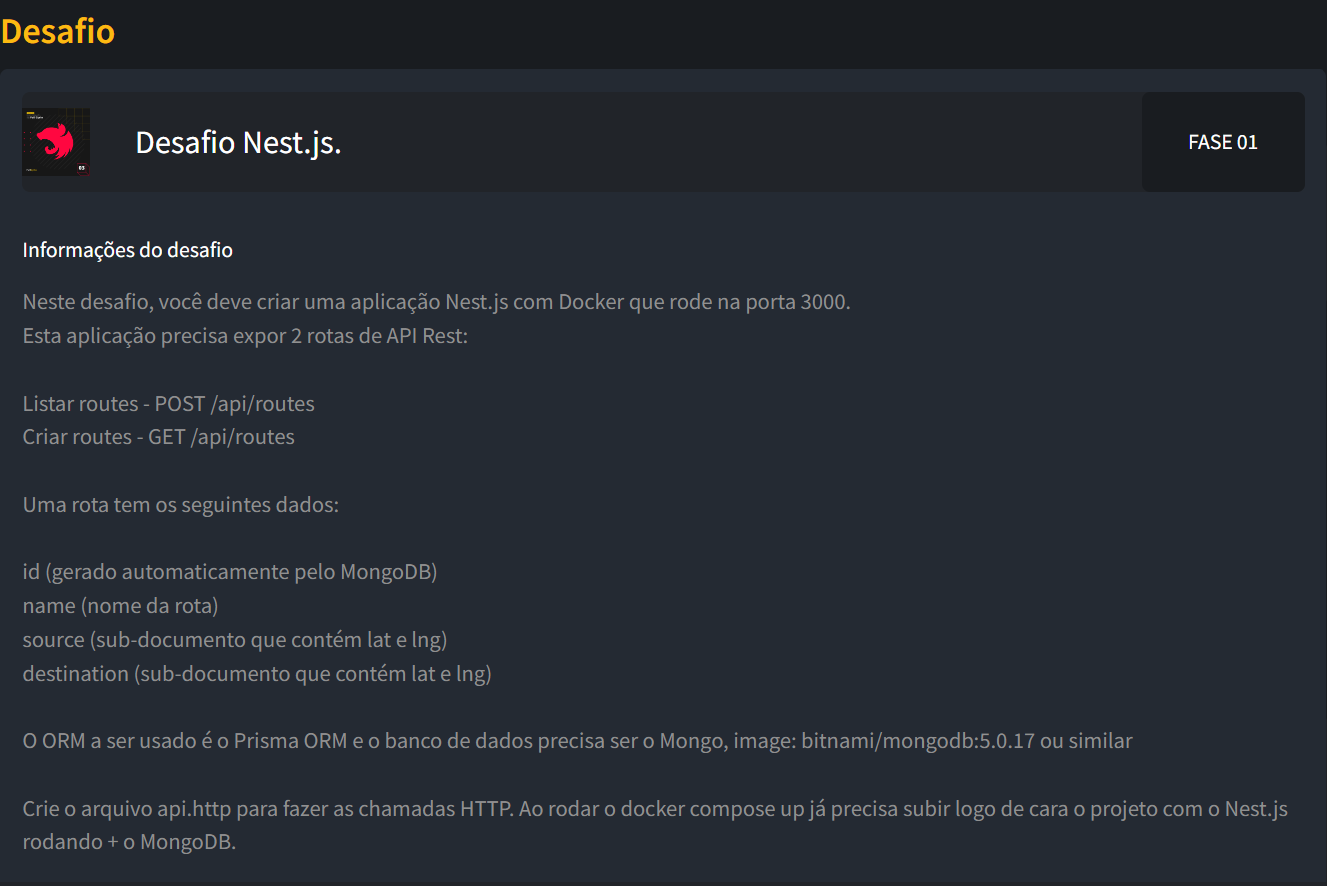 Desafio
Desafio Nest.js.
FASE 01
Informações do desafio
Neste desafio, você deve criar uma aplicação Nest.js com Docker que rode na porta 3000.
Esta aplicação precisa expor 2 rotas de API Rest:
Listar routes - POST /api/routes
Criar routes - GET /api/routes
Uma rota tem os seguintes dados:
id (gerado automaticamente pelo MongoDB)
name (nome da rota)
source (sub-documento que contém lat e lng)
destination (sub-documento que contém lat e lng)
O ORM a ser usado é o Prisma ORM e o banco de dados precisa ser o Mongo, image: bitnami/mongodb:5.0.17 ou similar
Crie o arquivo api.http para fazer as chamadas HTTP. Ao rodar o docker compose up já precisa subir logo de cara o projeto com o Nest.js
rodando + o MongoDB.